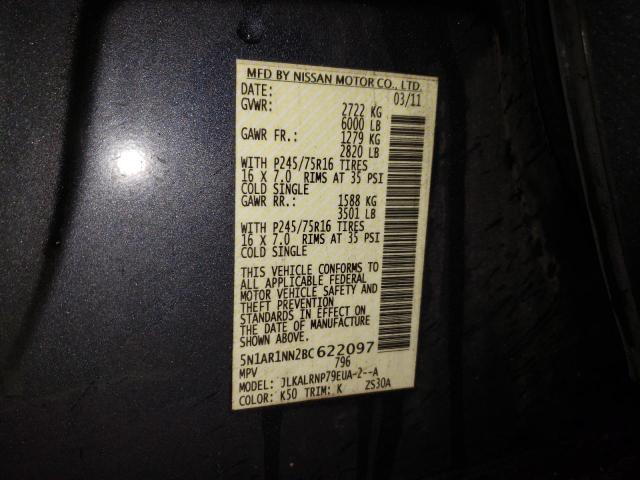 MFD BY NISSAN MOTOR CO., LTD.
DATE: 03/11
GVWR: 2722 KG
6000 LB
GAWR FR.: 1279 KG
2820 LB
WITH P245/75R16 TIRES
16 X 7.0 RIMS AT 35 PSI
COLD SINGLE
GAWR RR.: 1588 KG
3501 LB
WITH P245/75R16 TIRES
16 X 7.0 RIMS AT 35 PSI
COLD SINGLE
THIS VEHICLE CONFORMS TO
ALL APPLICABLE FEDERAL
MOTOR VEHICLE SAFETY AND
THEFT PREVENTION
STANDARDS IN EFFECT ON
THE DATE OF MANUFACTURE
SHOWN ABOVE.
5N1AR1NN2BC622097
MPV 796
MODEL: JLKALRNP79EUA-2--A
COLOR: K50 TRIM: K ZS30A